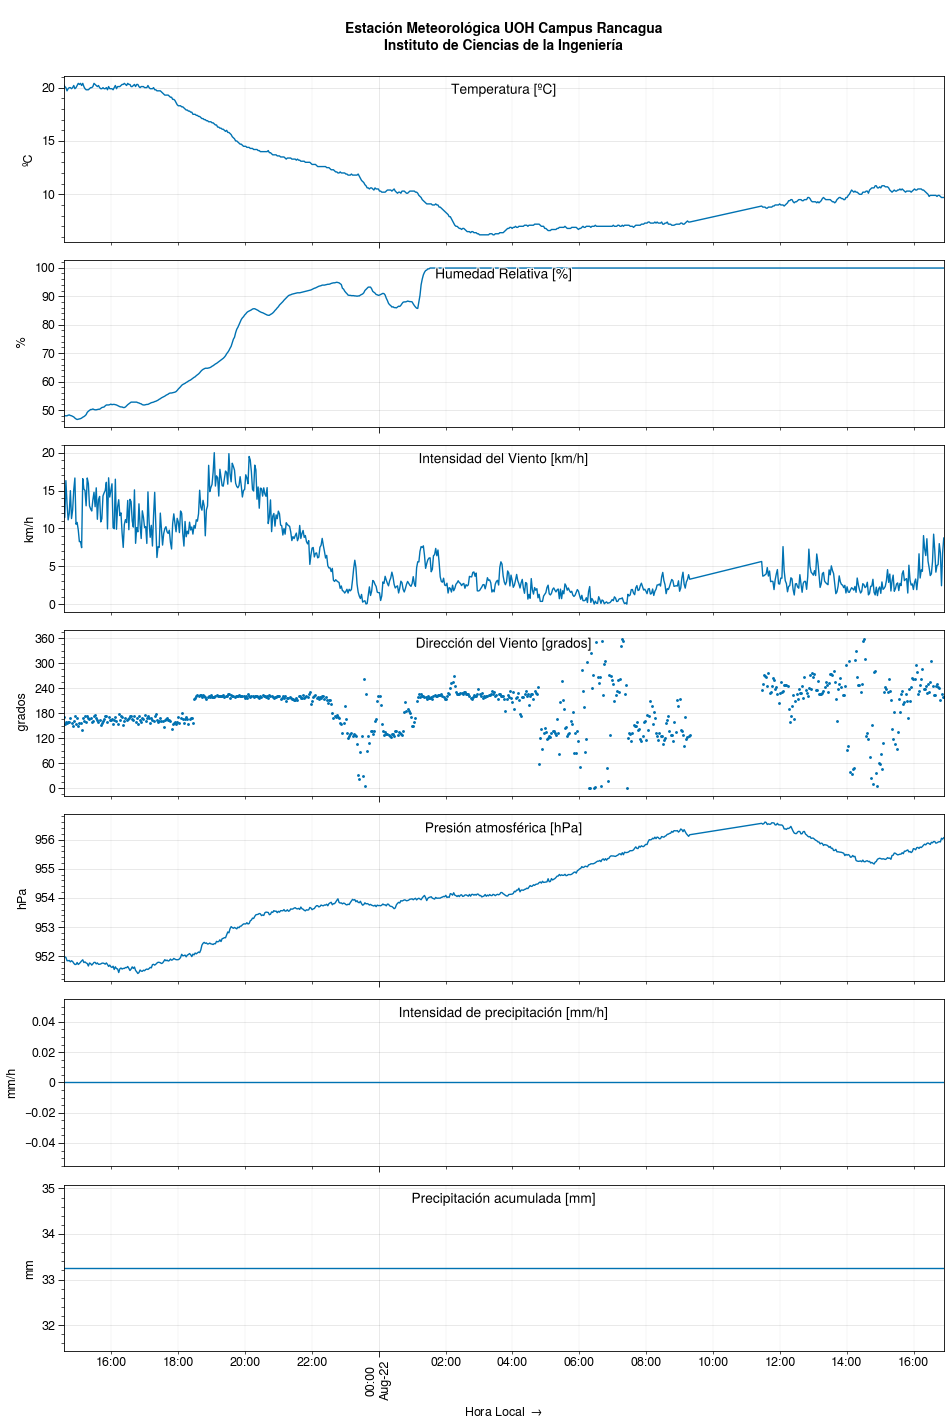 Estación Meteorológica UOH Campus Rancagua
Instituto de Ciencias de la Ingeniería
Temperatura [ºC]
20
15
10
ºC
Humedad Relativa [%]
100
90
80
70
60
50
%
Intensidad del Viento [km/h]
20
15
10
5
0
km/h
Dirección del Viento [grados]
360
300
240
180
120
60
0
grados
Presión atmosférica [hPa]
956
955
954
953
952
hPa
Intensidad de precipitación [mm/h]
0.04
0.02
0
−0.02
−0.04
mm/h
Precipitación acumulada [mm]
35
34
33
32
mm
16:00 18:00 20:00 22:00 00:00 02:00 04:00 06:00 08:00 10:00 12:00 14:00 16:00
Aug-22
Hora Local →